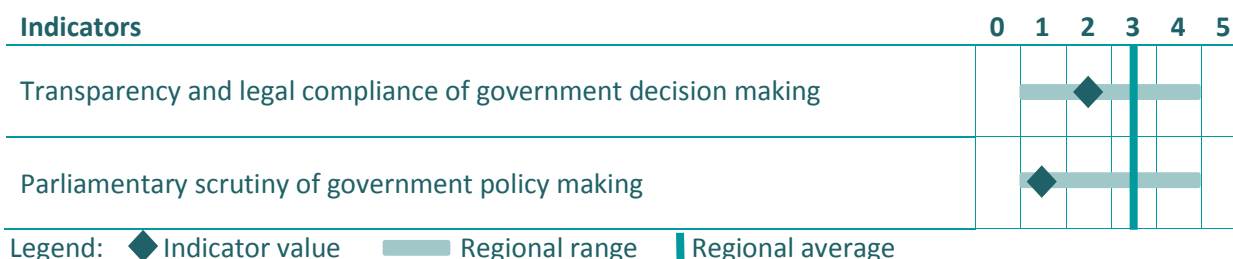 Indicators 0 1 2 3 4 5
Transparency and legal compliance of government decision making
Parliamentary scrutiny of government policy making
Legend: Indicator value Regional range Regional average